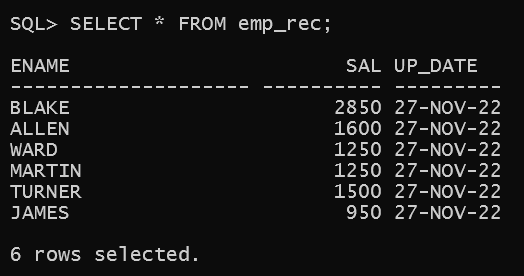 SQL> SELECT * FROM emp_rec;
ENAME                       SAL UP_DATE
-------------------- ---------- ---------
BLAKE                      2850 27-NOV-22
ALLEN                      1600 27-NOV-22
WARD                       1250 27-NOV-22
MARTIN                     1250 27-NOV-22
TURNER                     1500 27-NOV-22
JAMES                       950 27-NOV-22
6 rows selected.